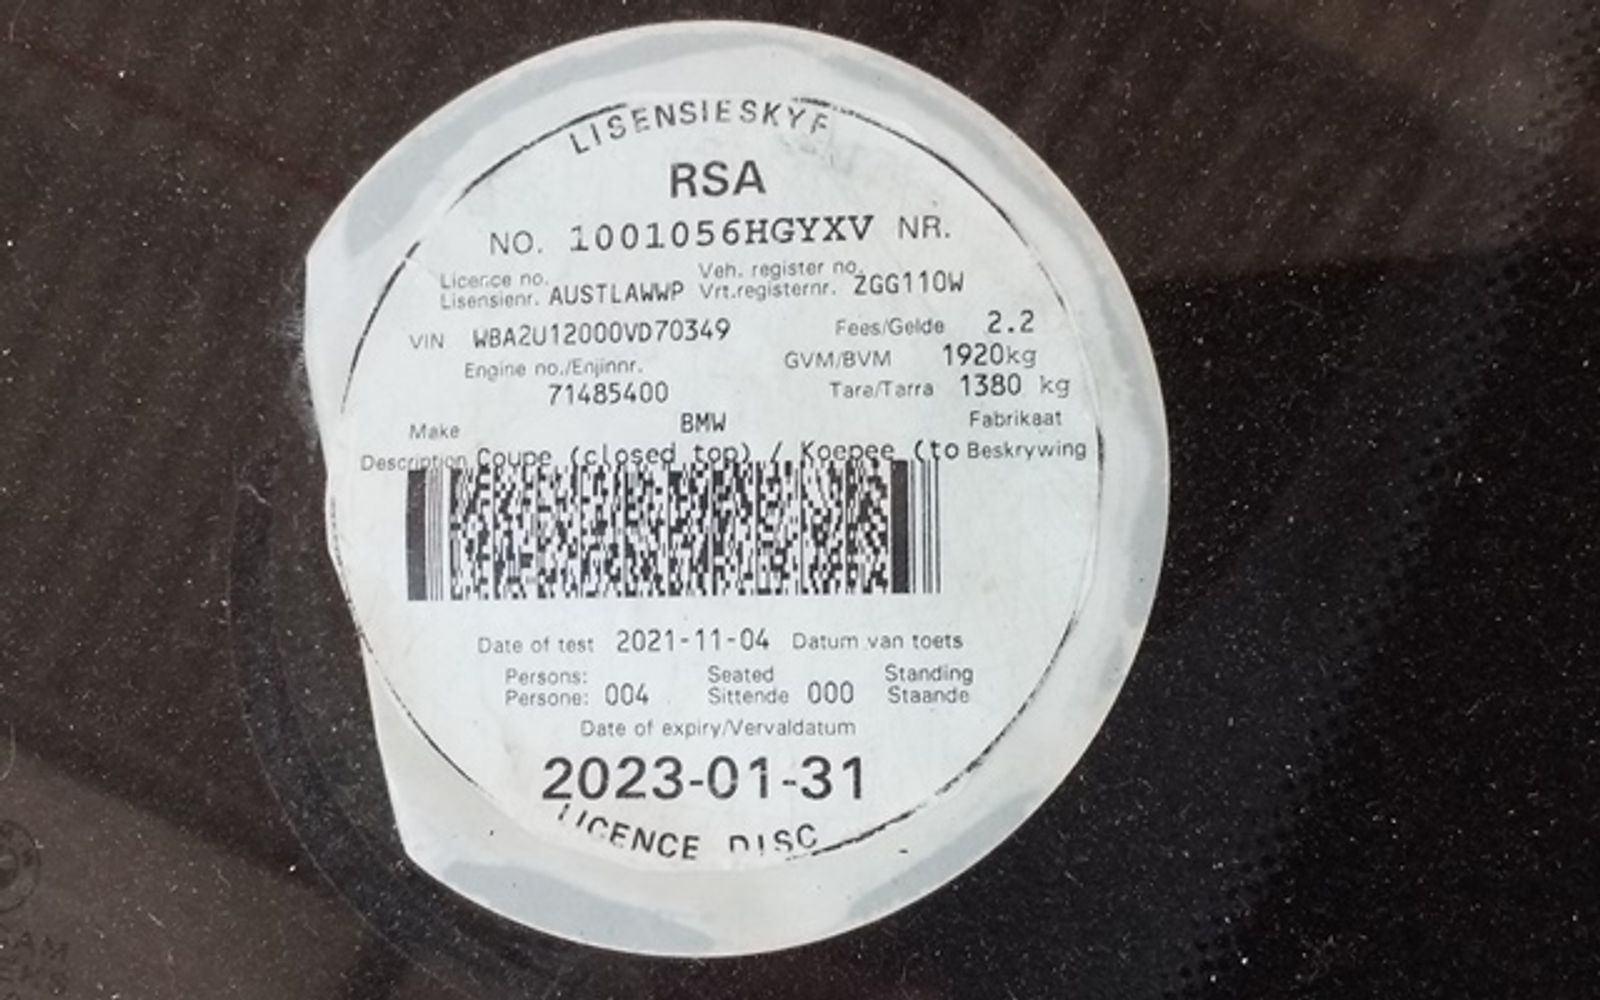 LISENSIESKYF
RSA
NO. 1001056HGYXV NR.
Licence no. Veh. register no.
Lisensienr. AUSTLAWWP Vrt.registernr. ZGG110W
VIN WBA2U12000VD70349 Fees/Gelde 2.2
Engine no./Enjinnr. GVM/BVM 1920kg
71485400 Tare/Tarra 1380 kg
Make BMW Fabrikaat
Description Coupe (closed top) / Koepee (to Beskrywing
Date of test 2021-11-04 Datum van toets
Persons: Seated Standing
Persone: 004 Sittende 000 Staande
Date of expiry/Vervaldatum
2023-01-31
LICENCE DISC